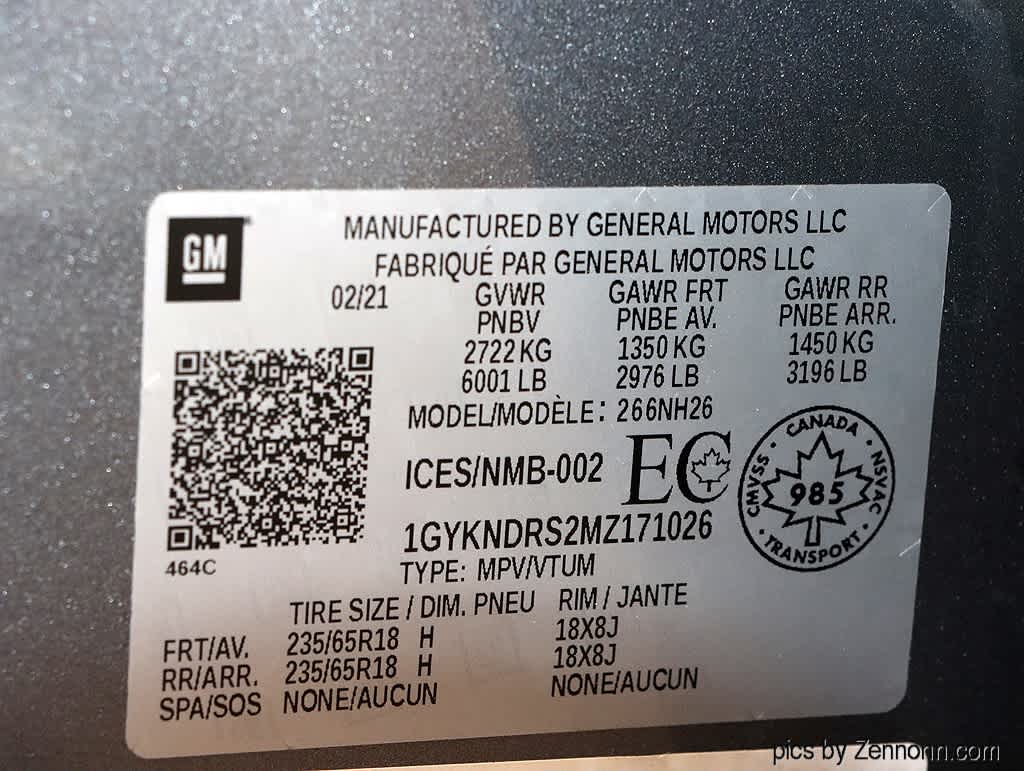 GM
MANUFACTURED BY GENERAL MOTORS LLC
FABRIQUÉ PAR GENERAL MOTORS LLC
02/21 GVWR GAWR FRT GAWR RR
PNBV PNBE AV. PNBE ARR.
2722 KG 1350 KG 1450 KG
6001 LB 2976 LB 3196 LB
MODEL/MODÈLE: 266NH26
ICES/NMB-002 EC
CANADA
CMVSS 985 NSVAC
TRANSPORT
1GYKNDRS2MZ171026
464C
TYPE: MPV/VTUM
TIRE SIZE / DIM. PNEU RIM / JANTE
FRT/AV. 235/65R18 H 18X8J
RR/ARR. 235/65R18 H 18X8J
SPA/SOS NONE/AUCUN NONE/AUCUN
pics by Zennonn.com